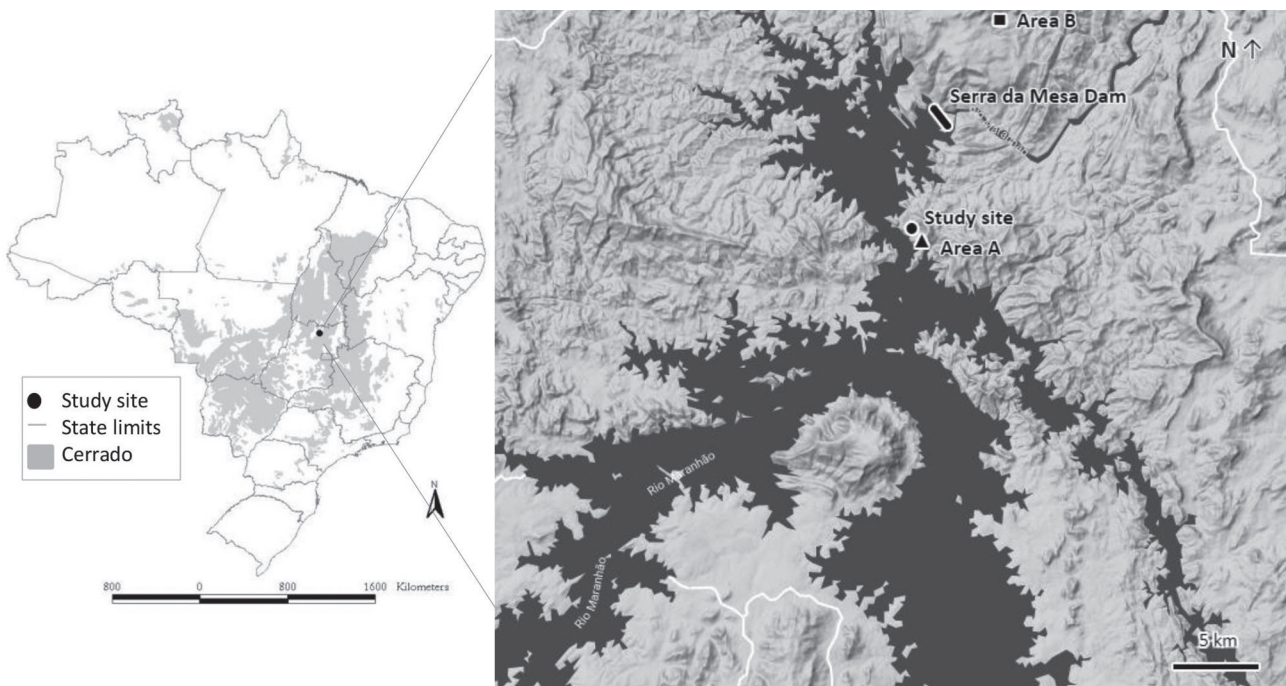 Study site
State limits
Cerrado
N
800 0 800 1600 Kilometers
Area B
N ↑
Serra da Mesa Dam
Study site
Area A
Rio Maranhão
Rio Maranhão
5 km